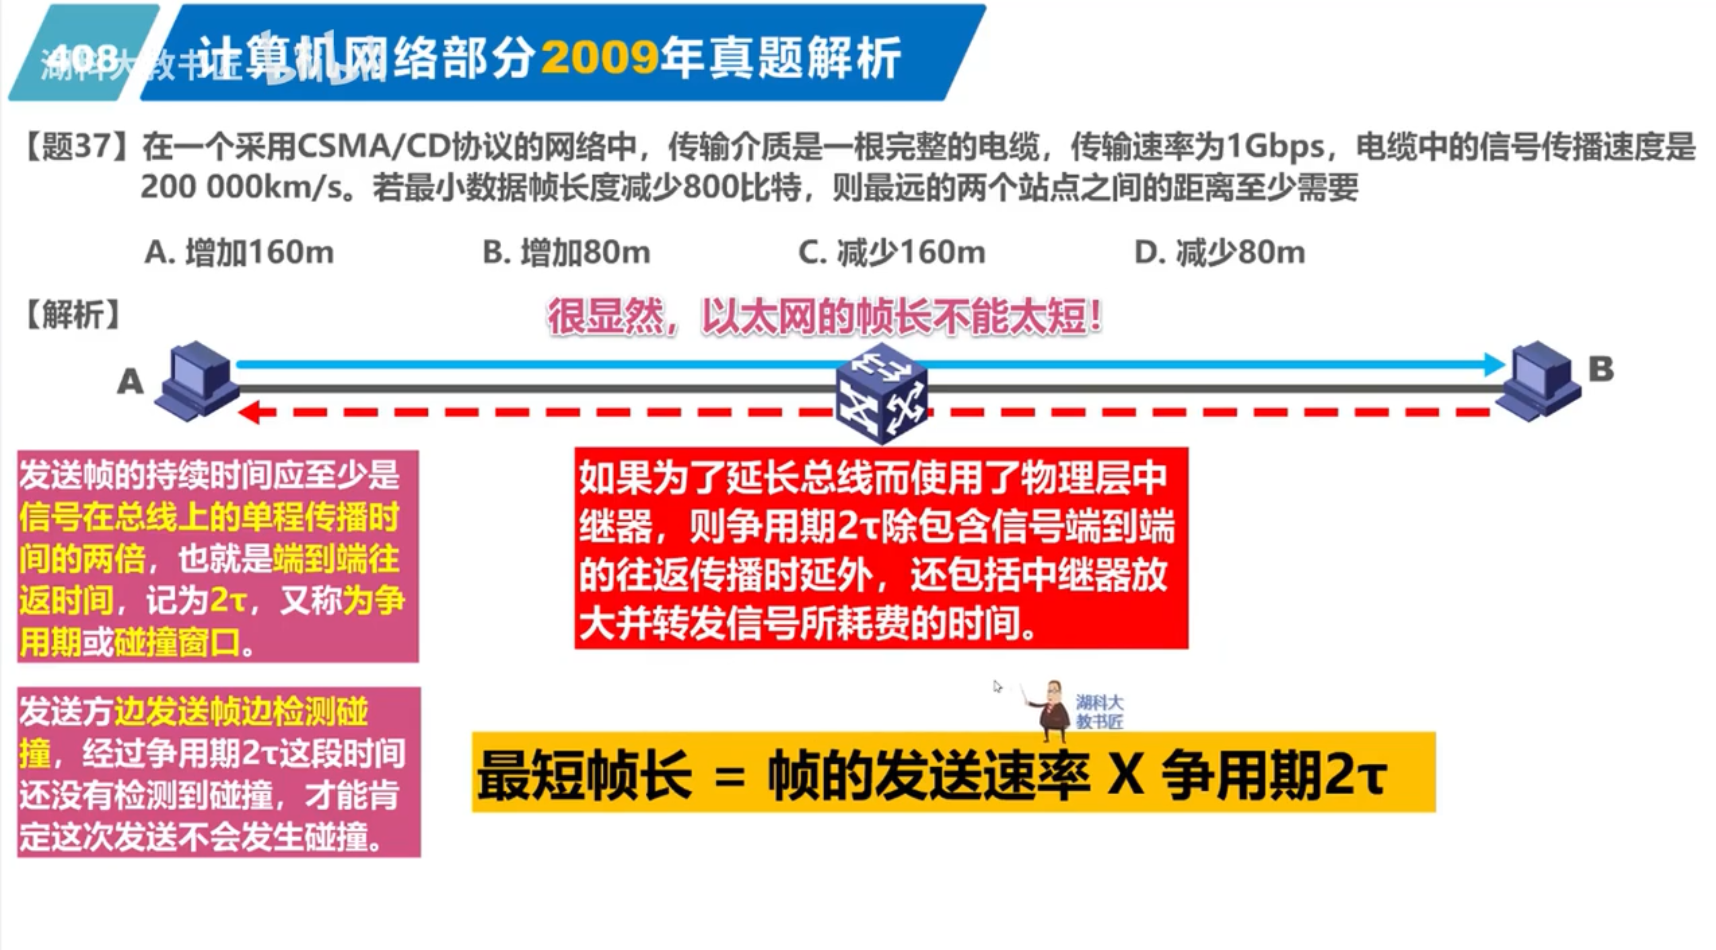 408 计算机网络部分2009年真题解析
湖科大教书匠 bilibili
【题37】在一个采用CSMA/CD协议的网络中，传输介质是一根完整的电缆，传输速率为1Gbps，电缆中的信号传播速度是
200 000km/s。若最小数据帧长度减少800比特，则最远的两个站点之间的距离至少需要
A. 增加160m B. 增加80m C. 减少160m D. 减少80m
【解析】
很显然，以太网的帧长不能太短！
A
B
发送帧的持续时间应至少是
信号在总线上的单程传播时
间的两倍，也就是端到端往
返时间，记为2τ，又称为争
用期或碰撞窗口。
如果为了延长总线而使用了物理层中
继器，则争用期2τ除包含信号端到端
的往返传播时延外，还包括中继器放
大并转发信号所耗费的时间。
发送方边发送帧边检测碰
撞，经过争用期2τ这段时间
还没有检测到碰撞，才能肯
定这次发送不会发生碰撞。
湖科大
教书匠
最短帧长 = 帧的发送速率 X 争用期2τ